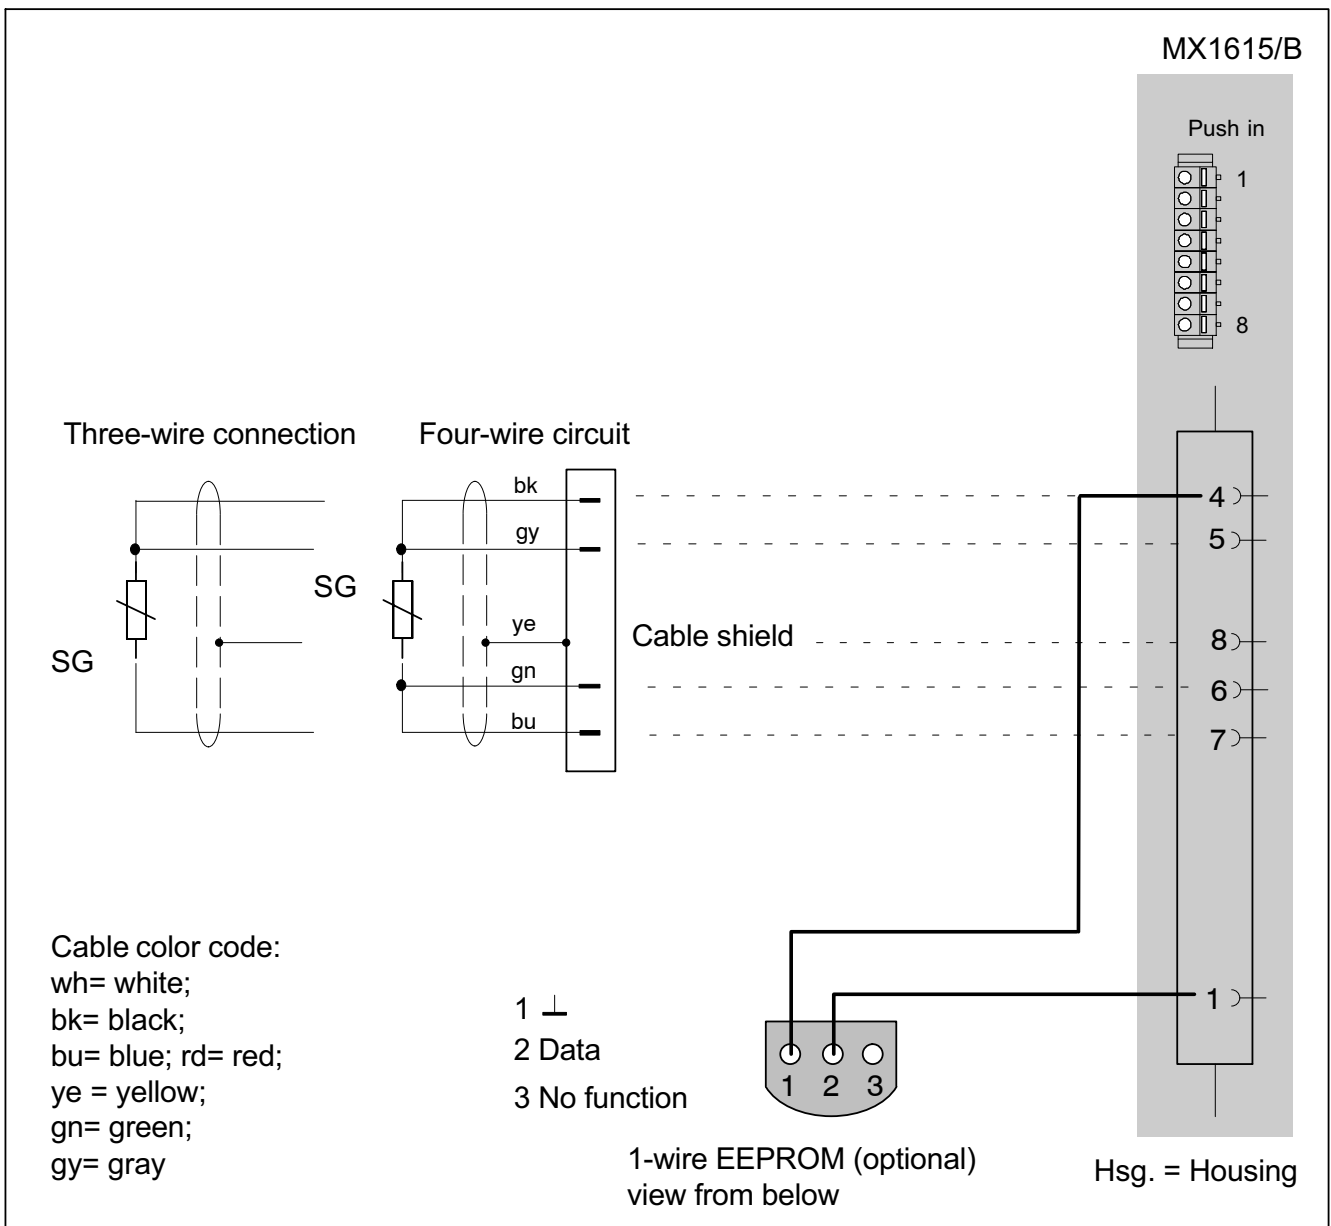 MX1615/B
Push in
1
8
Three-wire connection
Four-wire circuit
bk
4
gy
5
SG
ye
Cable shield
8
SG
gn
6
bu
7
Cable color code:
wh= white;
bk= black;
bu= blue; rd= red;
ye = yellow;
gn= green;
gy= gray
1
2 Data
3 No function
1
1 2 3
1-wire EEPROM (optional)
view from below
Hsg. = Housing